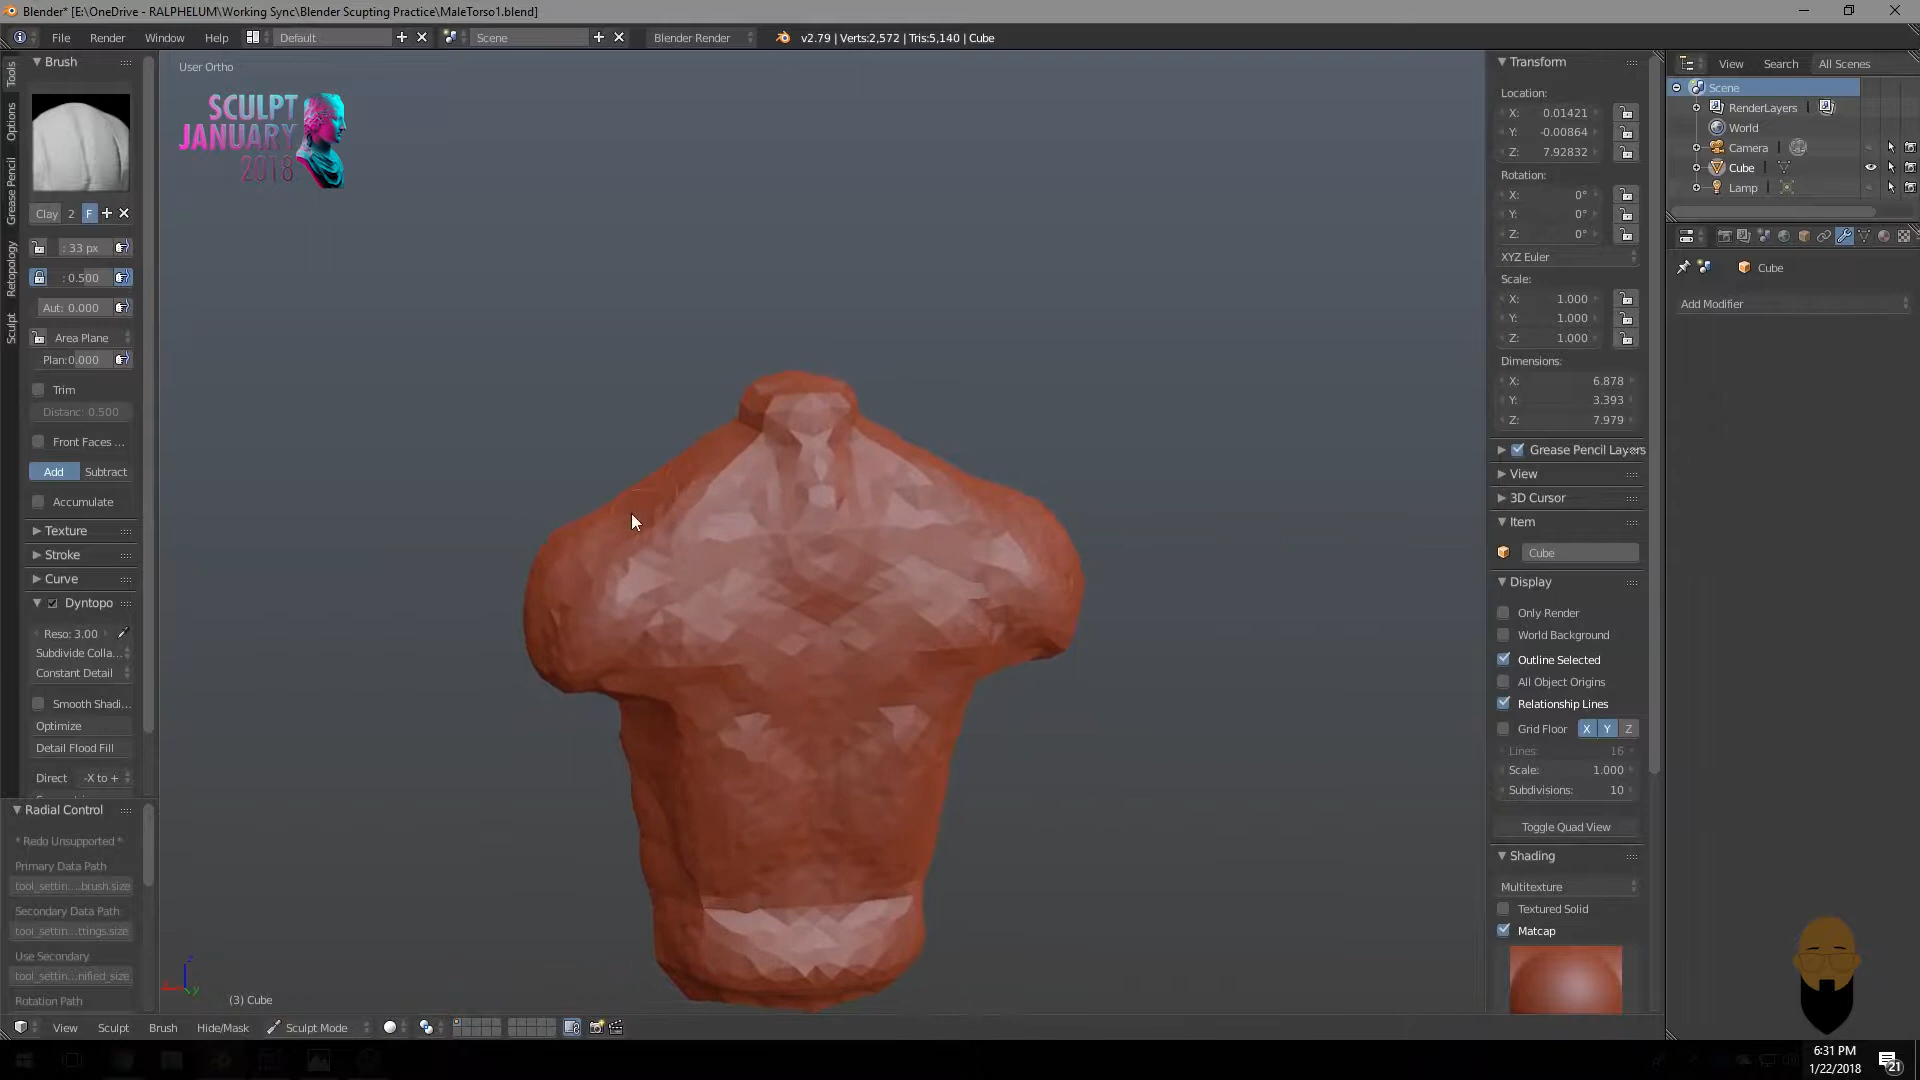 Blender* [E:\OneDrive - RALPHELUM\Working Sync\Blender Scupting Practice\MaleTorso1.blend]
File Render Window Help Default Scene Blender Render v2.79 | Verts:2,572 | Tris:5,140 | Cube
Tools
Options
Grease Pencil
Retopology
Sculpt
Brush
Clay 2 F
: 33 px
: 0.500
Aut: 0.000
Area Plane
Plan:0.000
Trim
Distanc: 0.500
Front Faces ...
Add Subtract
Accumulate
Texture
Stroke
Curve
Dyntopo
Reso: 3.00
Subdivide Colla...
Constant Detail
Smooth Shadi...
Optimize
Detail Flood Fill
Direct -X to +
Radial Control
* Redo Unsupported *
Primary Data Path
tool_settin....brush.size
Secondary Data Path
tool_settin...ttings.size
Use Secondary
tool_settin...nified_size
Rotation Path
User Ortho
SCULPT
JANUARY
2018
(3) Cube
View Sculpt Brush Hide/Mask Sculpt Mode
Transform
Location:
X: 0.01421
Y: -0.00864
Z: 7.92832
Rotation:
X: 0°
Y: 0°
Z: 0°
XYZ Euler
Scale:
X: 1.000
Y: 1.000
Z: 1.000
Dimensions:
X: 6.878
Y: 3.393
Z: 7.979
Grease Pencil Layers
View
3D Cursor
Item
Cube
Display
Only Render
World Background
Outline Selected
All Object Origins
Relationship Lines
Grid Floor X Y Z
Lines: 16
Scale: 1.000
Subdivisions: 10
Toggle Quad View
Shading
Multitexture
Textured Solid
Matcap
View Search All Scenes
Scene
RenderLayers
World
Camera
Cube
Lamp
Cube
Add Modifier
6:31 PM
1/22/2018
21